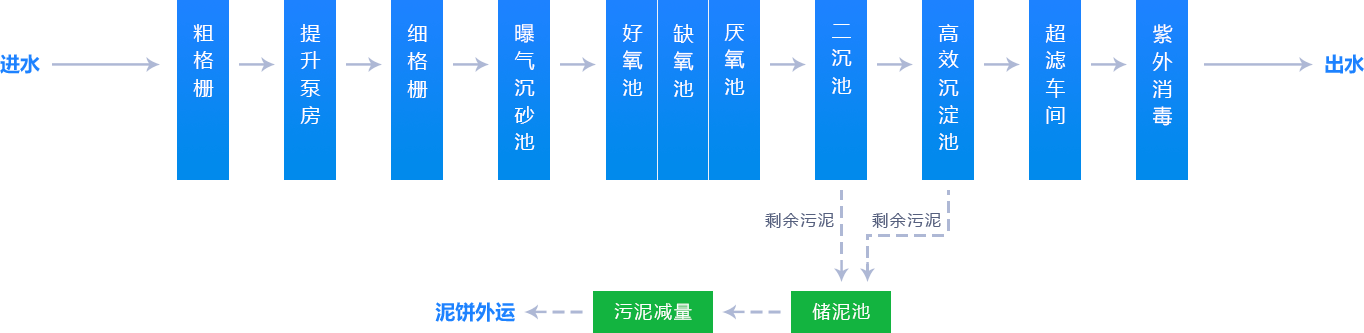 进水
粗格栅
提升泵房
细格栅
曝气沉砂池
好氧池
缺氧池
厌氧池
二沉池
高效沉淀池
超滤车间
紫外消毒
出水
剩余污泥
剩余污泥
泥饼外运
污泥减量
储泥池